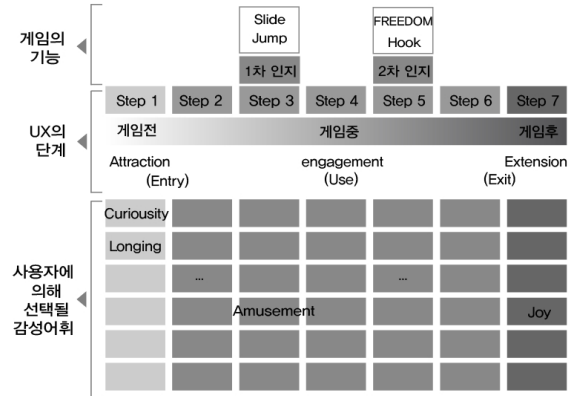 게임의
기능
Slide
Jump
FREEDOM
Hook
1차 인지
2차 인지
UX의
단계
Step 1 Step 2 Step 3 Step 4 Step 5 Step 6 Step 7
게임전 게임중 게임후
Attraction engagement Extension
(Entry) (Use) (Exit)
사용자에
의해
선택될
감성어휘
Curiousity
Longing
... ...
Amusement Joy